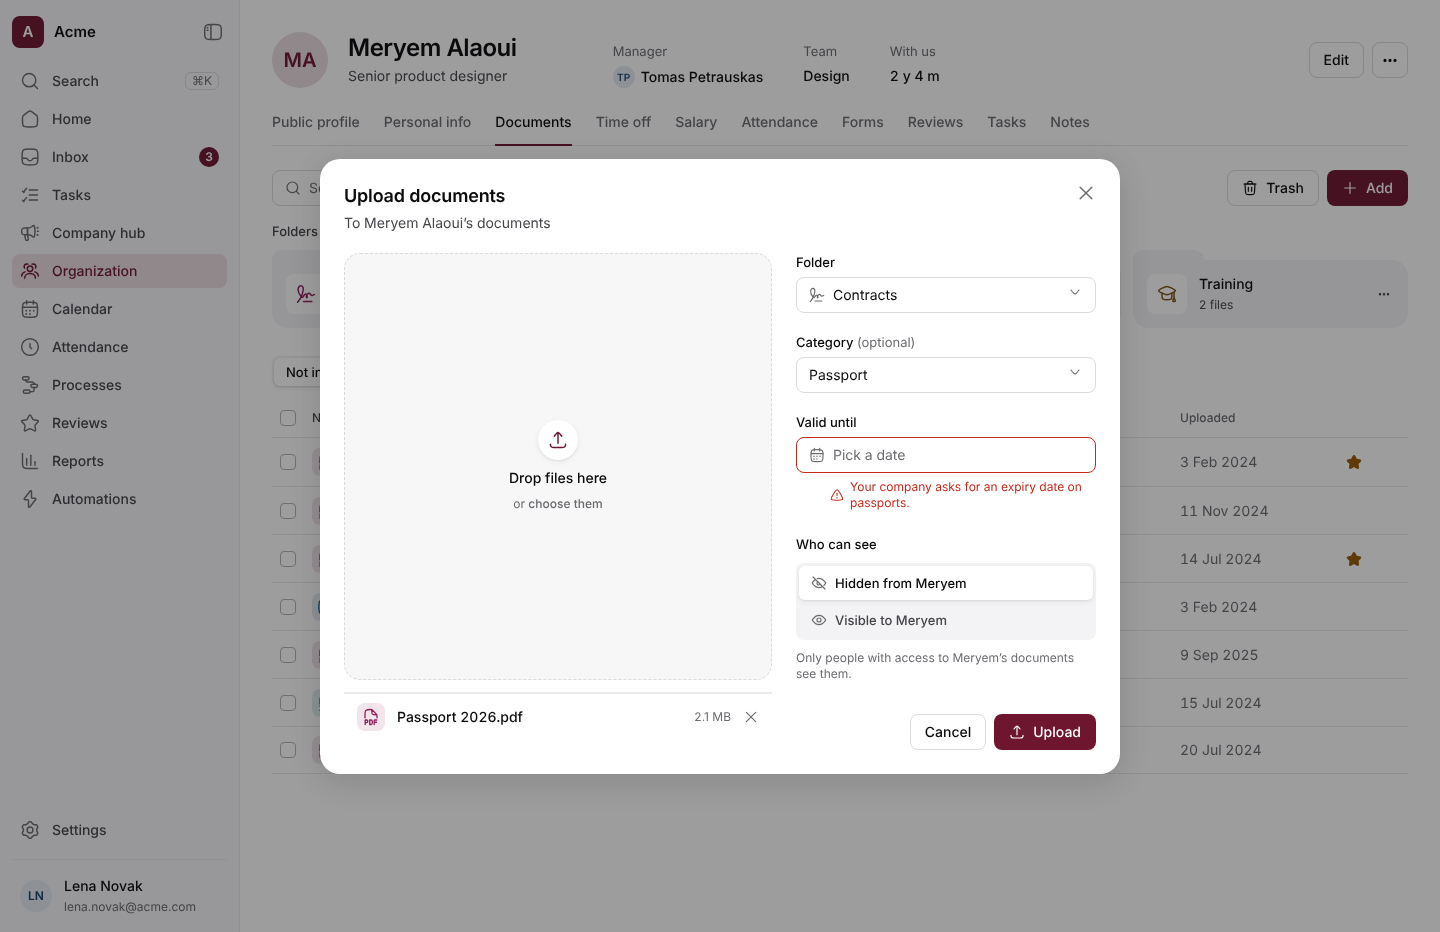 A Acme
Search ⌘K
Home
Inbox 3
Tasks
Company hub
Organization
Calendar
Attendance
Processes
Reviews
Reports
Automations
Settings
LN Lena Novak
lena.novak@acme.com
MA Meryem Alaoui
Senior product designer
Manager
TP Tomas Petrauskas
Team
Design
With us
2 y 4 m
Edit
Public profile Personal info Documents Time off Salary Attendance Forms Reviews Tasks Notes
Trash
Add
Folders
Training
2 files
Not in
Uploaded
3 Feb 2024
11 Nov 2024
14 Jul 2024
3 Feb 2024
9 Sep 2025
15 Jul 2024
20 Jul 2024
Upload documents
To Meryem Alaoui’s documents
Drop files here
or choose them
PDF Passport 2026.pdf 2.1 MB
Folder
Contracts
Category (optional)
Passport
Valid until
Pick a date
Your company asks for an expiry date on
passports.
Who can see
Hidden from Meryem
Visible to Meryem
Only people with access to Meryem’s documents
see them.
Cancel
Upload